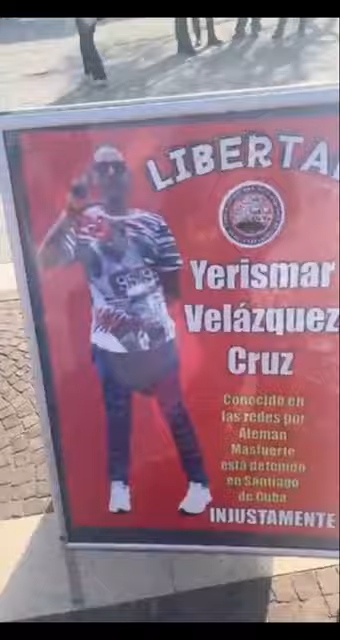 LIBERTA
Yerismar
Velázquez
Cruz
Conocido en
las redes por
Aleman
Masfuerte
está detenido
en Santiago
de Cuba
INJUSTAMENTE